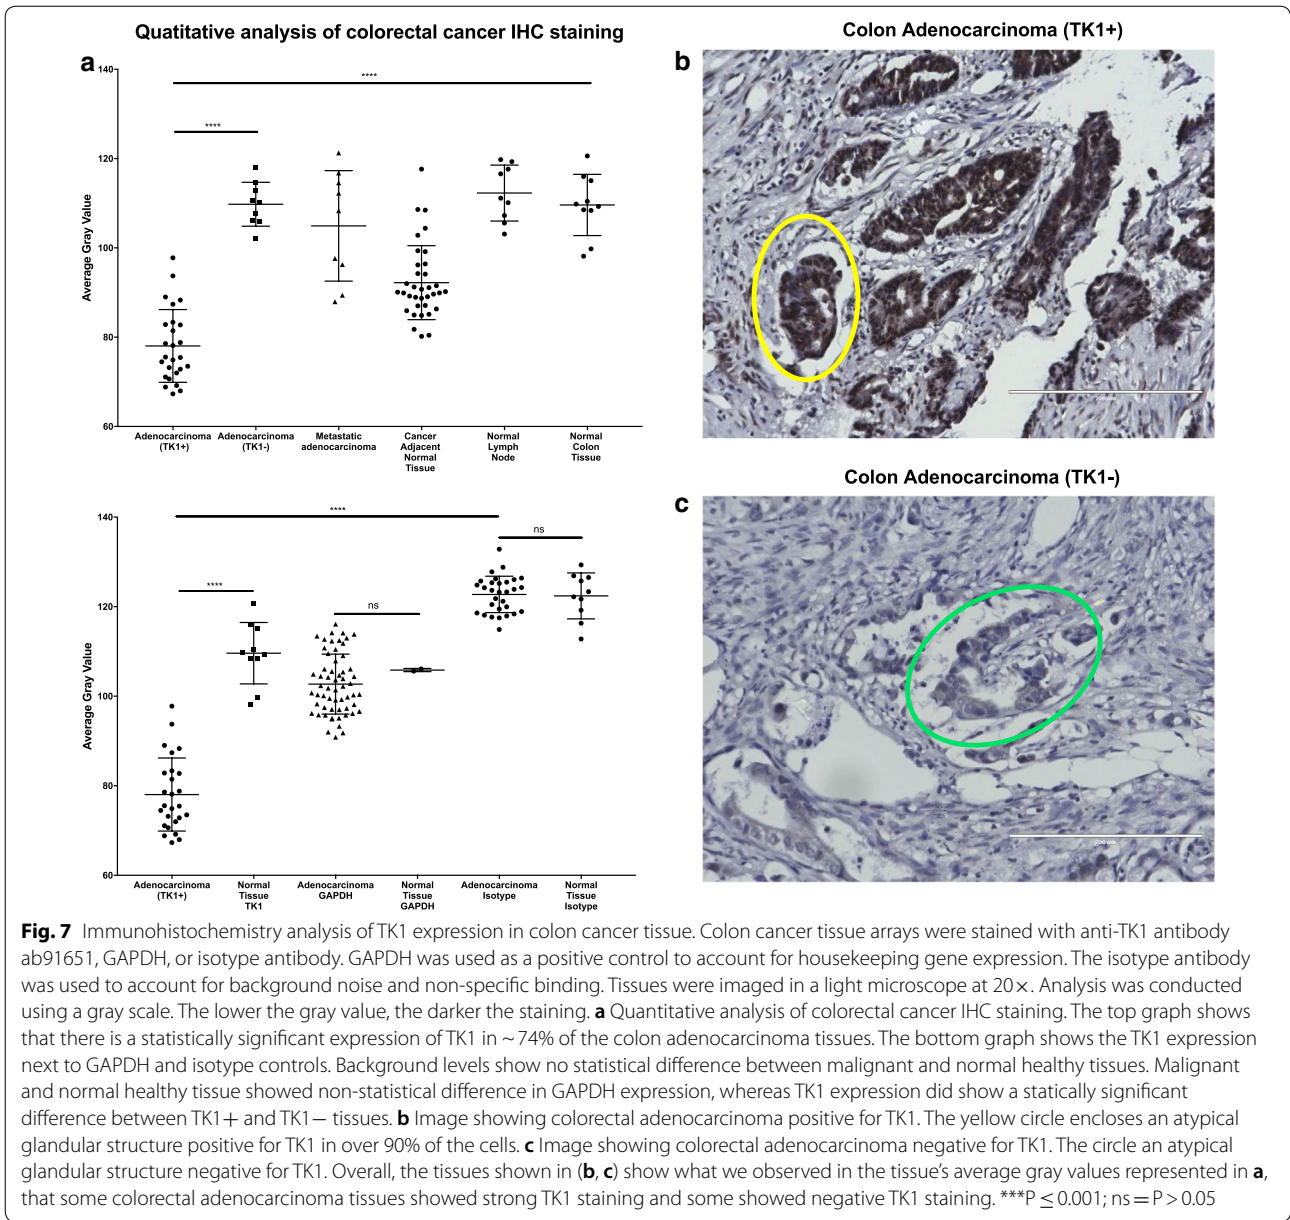 Quatitative analysis of colorectal cancer IHC staining
a
140
120
100
80
60
Average Gray Value
****
****
Adenocarcinoma
(TK1+)
Adenocarcinoma
(TK1-)
Metastatic
adenocarcinoma
Cancer
Adjacent
Normal
Tissue
Normal
Lymph
Node
Normal
Colon
Tissue
140
120
100
80
60
Average Gray Value
****
ns
****
ns
Adenocarcinoma
(TK1+)
Normal
Tissue
TK1
Adenocarcinoma
GAPDH
Normal
Tissue
GAPDH
Adenocarcinoma
Isotype
Normal
Tissue
Isotype
Colon Adenocarcinoma (TK1+)
b
Colon Adenocarcinoma (TK1-)
c
Fig. 7 Immunohistochemistry analysis of TK1 expression in colon cancer tissue. Colon cancer tissue arrays were stained with anti-TK1 antibody
ab91651, GAPDH, or isotype antibody. GAPDH was used as a positive control to account for housekeeping gene expression. The isotype antibody
was used to account for background noise and non-specific binding. Tissues were imaged in a light microscope at 20×. Analysis was conducted
using a gray scale. The lower the gray value, the darker the staining. a Quantitative analysis of colorectal cancer IHC staining. The top graph shows
that there is a statistically significant expression of TK1 in ~74% of the colon adenocarcinoma tissues. The bottom graph shows the TK1 expression
next to GAPDH and isotype controls. Background levels show no statistical difference between malignant and normal healthy tissues. Malignant
and normal healthy tissue showed non-statistical difference in GAPDH expression, whereas TK1 expression did show a statically significant
difference between TK1+ and TK1− tissues. b Image showing colorectal adenocarcinoma positive for TK1. The yellow circle encloses an atypical
glandular structure positive for TK1 in over 90% of the cells. c Image showing colorectal adenocarcinoma negative for TK1. The circle an atypical
glandular structure negative for TK1. Overall, the tissues shown in (b, c) show what we observed in the tissue's average gray values represented in a,
that some colorectal adenocarcinoma tissues showed strong TK1 staining and some showed negative TK1 staining. ***P ≤ 0.001; ns = P > 0.05